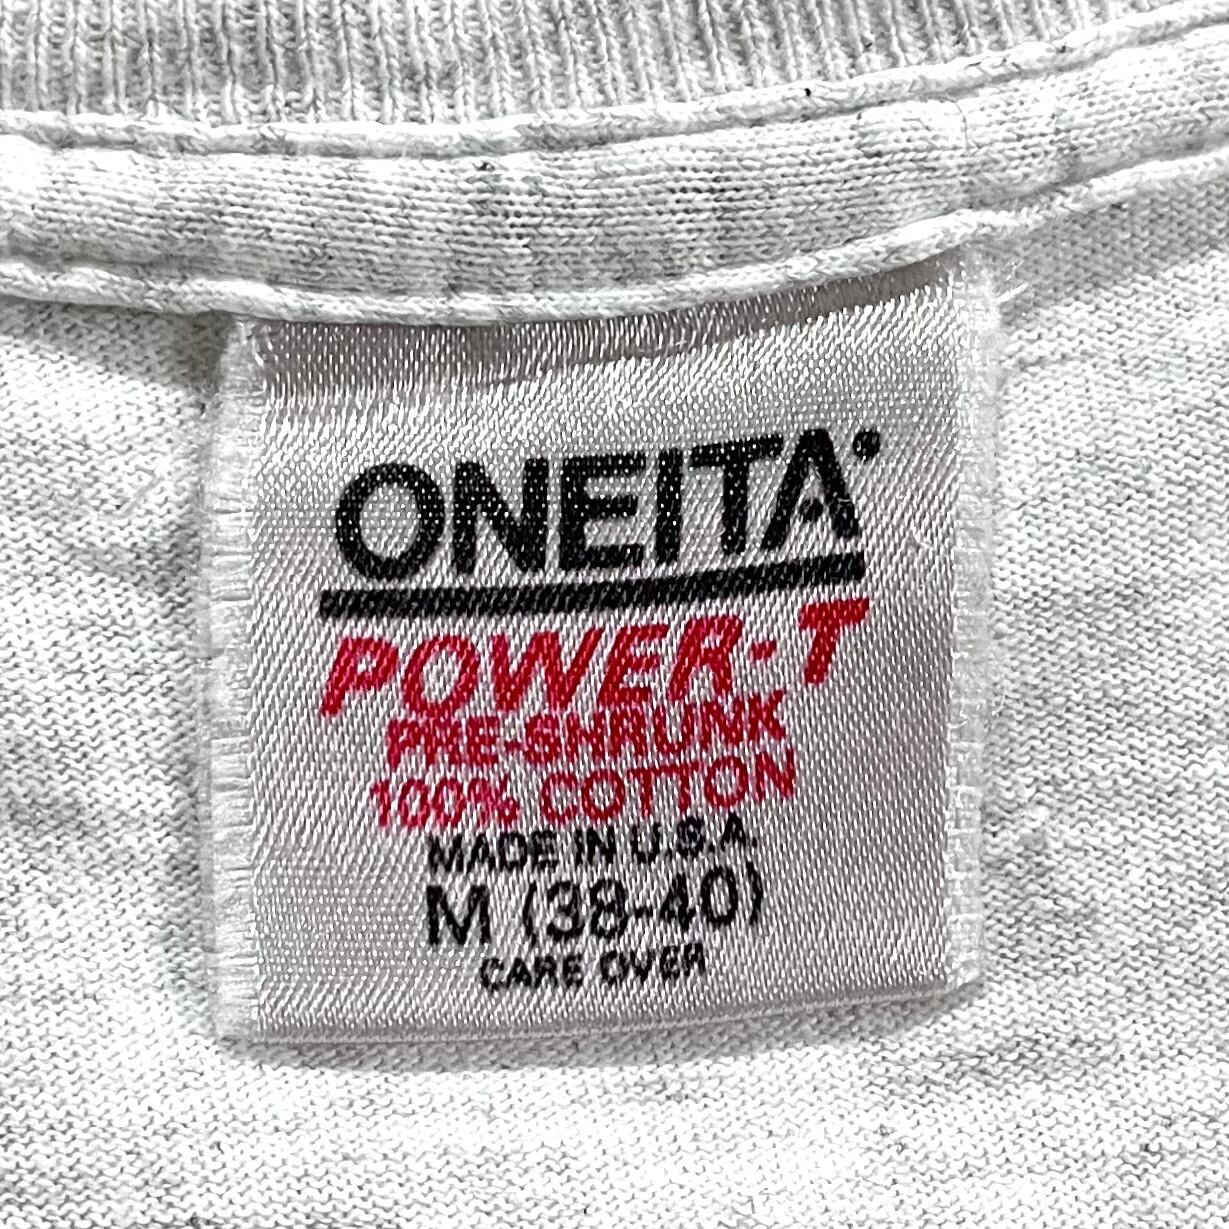 ONEITA
POWER-T
PRE-SHRUNK
100% COTTON
MADE IN U.S.A.
M (38-40)
CARE OVER